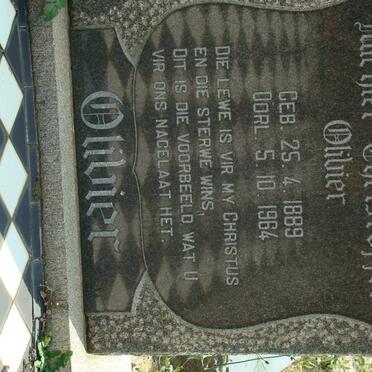 Olivier
GEB. 25. 4. 1889
OORL. 5. 10. 1964
DIE LEWE IS VIR MY CHRISTUS
EN DIE STERWE WINS,
DIT IS DIE VOORBEELD WAT U
VIR ONS NAGELAAT HET.
Olivier